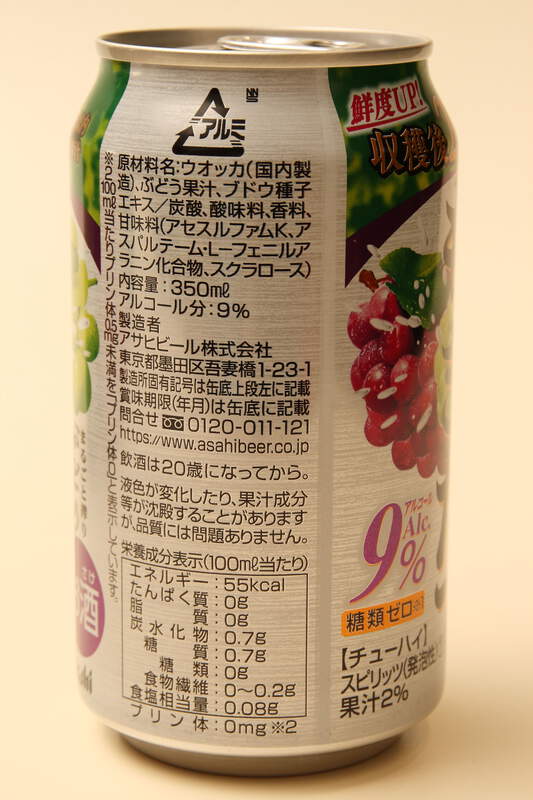 アルミ
原材料名:ウオッカ(国内製
造)、ぶどう果汁、ブドウ種子
エキス/炭酸、酸味料、香料、
甘味料(アセスルファムK、ア
スパルテーム・L-フェニルア
ラニン化合物、スクラロース)
内容量:350mℓ
アルコール分:9%
製造者
アサヒビール株式会社
東京都墨田区吾妻橋1-23-1
製造所固有記号は缶底上段左に記載
賞味期限(年月)は缶底に記載
問合せ 0120-011-121
https://www.asahibeer.co.jp
飲酒は20歳になってから。
液色が変化したり、果汁成分
等が沈殿することがあります
が、品質には問題ありません。
栄養成分表示(100mℓ当たり)
エネルギー:55kcal
たんぱく質:0g
脂質:0g
炭水化物:0.7g
糖質:0.7g
糖類:0g
食物繊維:0~0.2g
食塩相当量:0.08g
プリン体:0mg※2
※2 100mℓ当たりプリン体0.5mg未満を「プリン体0」と表示しています。
さけ
酒
鮮度UP!
収穫後
アルコール
Alc.
9%
糖類ゼロ
【チューハイ】
スピリッツ(発泡性)
果汁2%